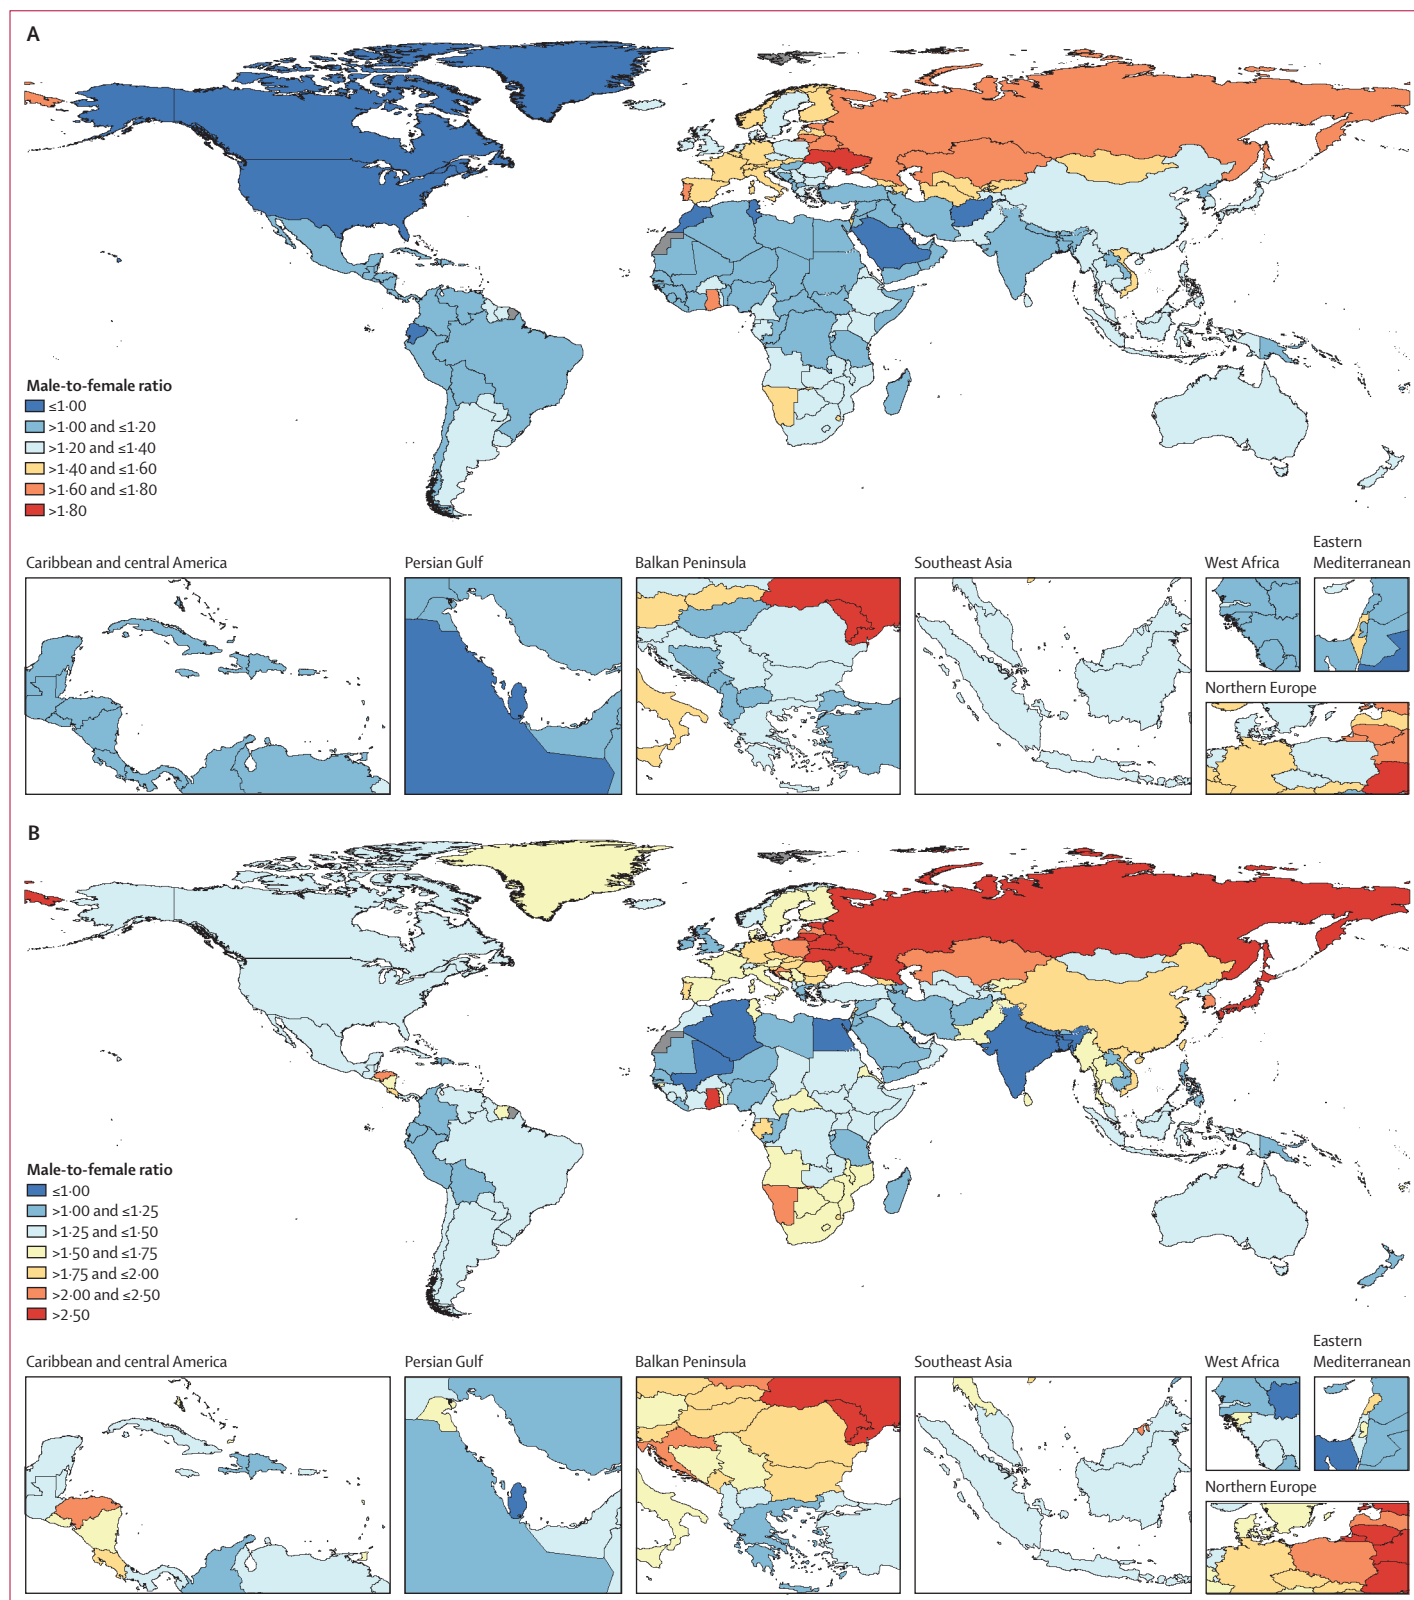 A
Male-to-female ratio
≤1·00
>1·00 and ≤1·20
>1·20 and ≤1·40
>1·40 and ≤1·60
>1·60 and ≤1·80
>1·80
Caribbean and central America
Persian Gulf
Balkan Peninsula
Southeast Asia
West Africa
Eastern
Mediterranean
Northern Europe
B
Male-to-female ratio
≤1·00
>1·00 and ≤1·25
>1·25 and ≤1·50
>1·50 and ≤1·75
>1·75 and ≤2·00
>2·00 and ≤2·50
>2·50
Caribbean and central America
Persian Gulf
Balkan Peninsula
Southeast Asia
West Africa
Eastern
Mediterranean
Northern Europe